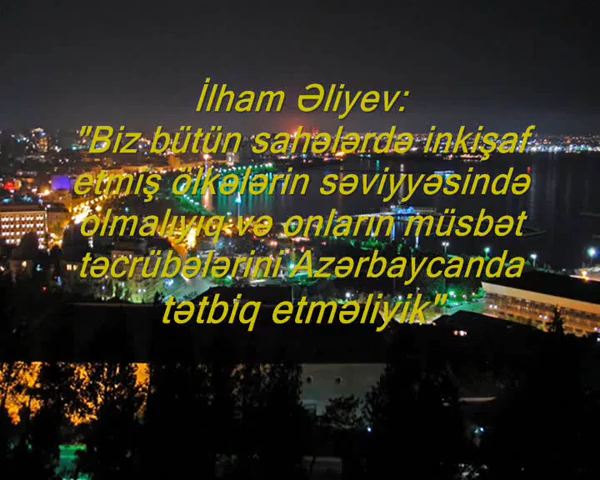 İlham Əliyev:
"Biz bütün sahələrdə inkişaf
etmiş ölkələrin səviyyəsində
olmalıyıq və onların müsbət
təcrübələrini Azərbaycanda
tətbiq etməliyik"